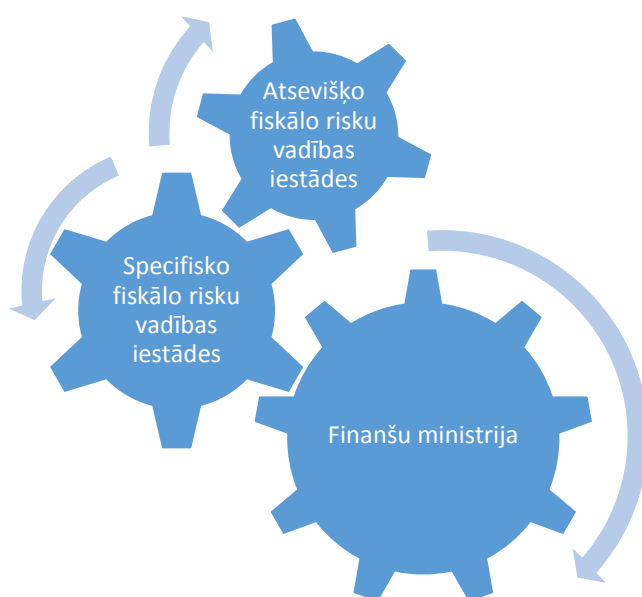 Atsevišķo
fiskālo risku
vadības
iestādes
Specifisko
fiskālo risku
vadības
iestādes
Finanšu ministrija